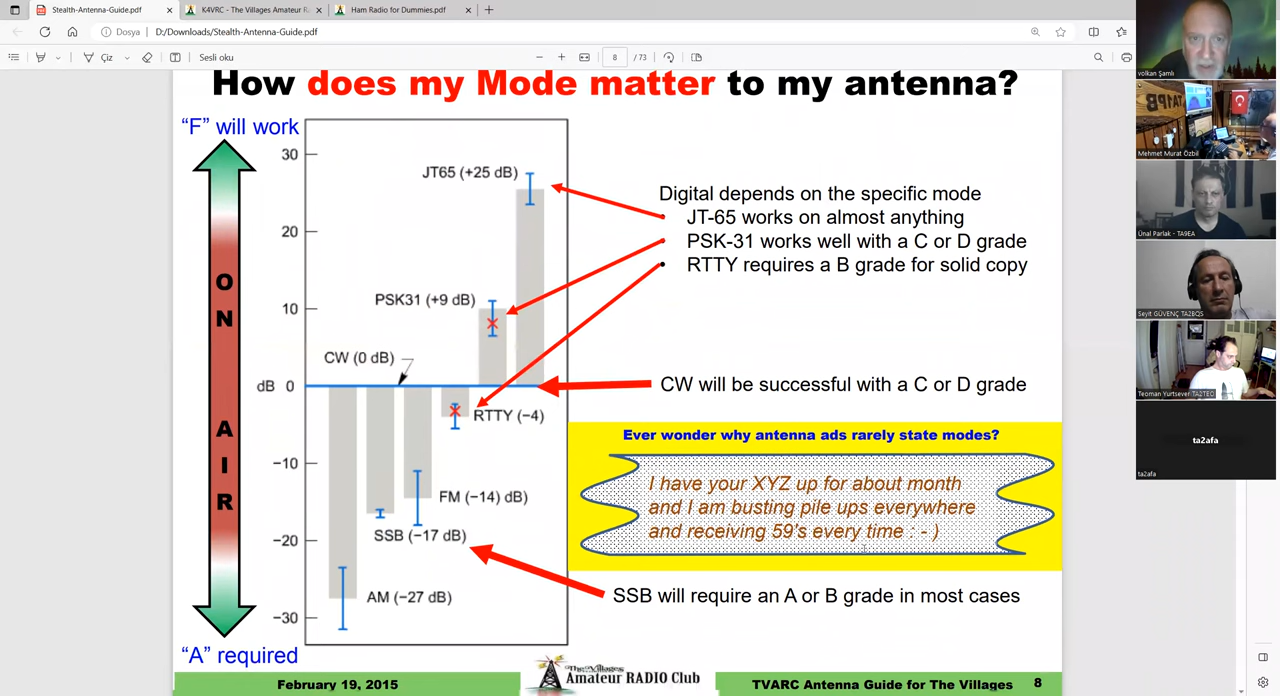 Stealth-Antenna-Guide.pdf
K4VRC - The Villages Amateur R
Ham Radio for Dummies.pdf
Dosya
D:/Downloads/Stealth-Antenna-Guide.pdf
Çiz
Sesli oku
8
/ 73
How does my Mode matter to my antenna?
“F” will work
30
JT65 (+25 dB)
20
PSK31 (+9 dB)
10
CW (0 dB)
dB 0
RTTY (−4)
−10
FM (−14) dB)
SSB (−17 dB)
−20
AM (−27 dB)
−30
“A” required
O
N
A
I
R
Digital depends on the specific mode
• JT-65 works on almost anything
• PSK-31 works well with a C or D grade
• RTTY requires a B grade for solid copy
CW will be successful with a C or D grade
Ever wonder why antenna ads rarely state modes?
I have your XYZ up for about month
and I am busting pile ups everywhere
and receiving 59's every time : - )
SSB will require an A or B grade in most cases
February 19, 2015
The Villages
Amateur RADIO Club
TVARC Antenna Guide for The Villages 8
volkan Şamlı
TA1PB
Mehmet Murat Özbil
Ünal Parlak - TA9EA
Seyit GÜVENÇ TA2BQS
Teoman Yurtsever TA2TEO
ta2afa
ta2afa